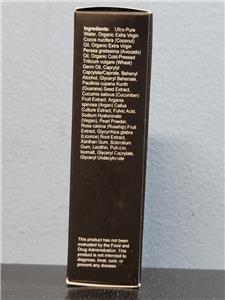 Ingredients: Ultra-Pure
Water, Organic Extra Virgin
Cocos nucifera (Coconut)
Oil, Organic Extra Virgin
Persea gratissima (Avocado)
Oil, Organic Cold-Pressed
Triticum vulgare (Wheat)
Germ Oil, Caprylyl
Caprylate/Caprate, Behenyl
Alcohol, Glyceryl Behenate,
Paullinia cupana Kunth
(Guarana) Seed Extract,
Cucumis sativus (Cucumber)
Fruit Extract, Argania
spinosa (Argan) Callus
Culture Extract, Fulvic Acid,
Sodium Hyaluronate
(Vegan), Pearl Powder,
Rosa canina (Rosehip) Fruit
Extract, Glycyrrhiza glabra
(Licorice) Root Extract,
Xanthan Gum, Sclerotium
Gum, Lecithin, Pullulan,
Isomalt, Glyceryl Caprylate,
Glyceryl Undecylenate
This product has not been
evaluated by the Food and
Drug Administration. This
product is not intended to
diagnose, treat, cure, or
prevent any disease.